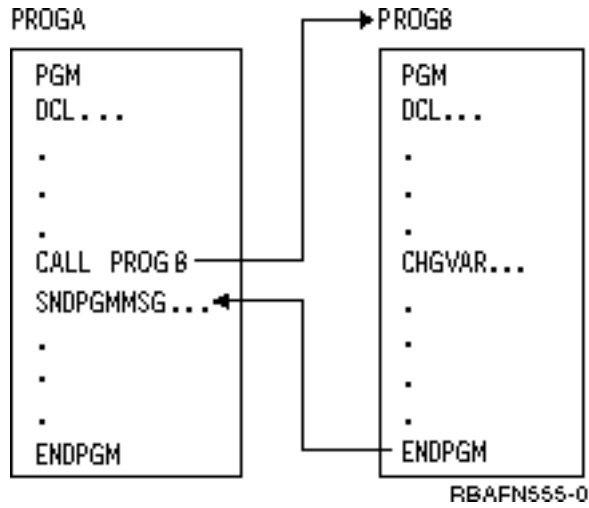 PROGA
PGM
DCL...
.
.
.
CALL PROGB
SNDPGMMSG...
.
.
.
ENDPGM
PROGB
PGM
DCL...
.
.
.
CHGVAR...
.
.
.
.
ENDPGM
RBAFN555-0